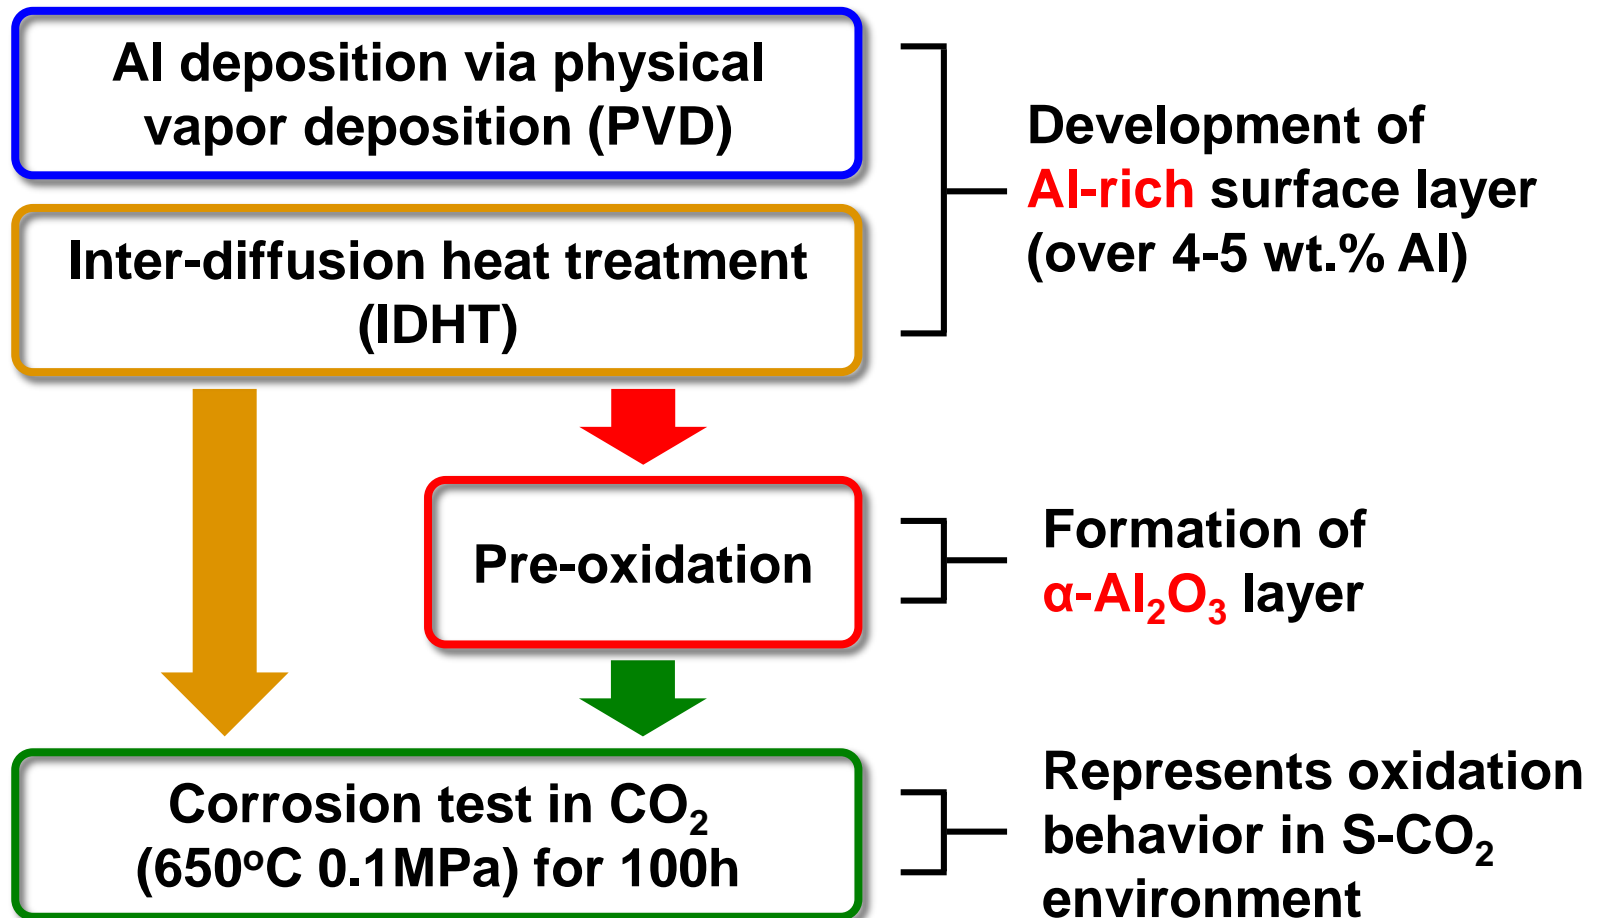 Al deposition via physical
vapor deposition (PVD)
Development of
Al-rich surface layer
(over 4-5 wt.% Al)
Inter-diffusion heat treatment
(IDHT)
Pre-oxidation
Formation of
α-Al₂O₃ layer
Corrosion test in CO₂
(650ᵒC 0.1MPa) for 100h
Represents oxidation
behavior in S-CO₂
environment